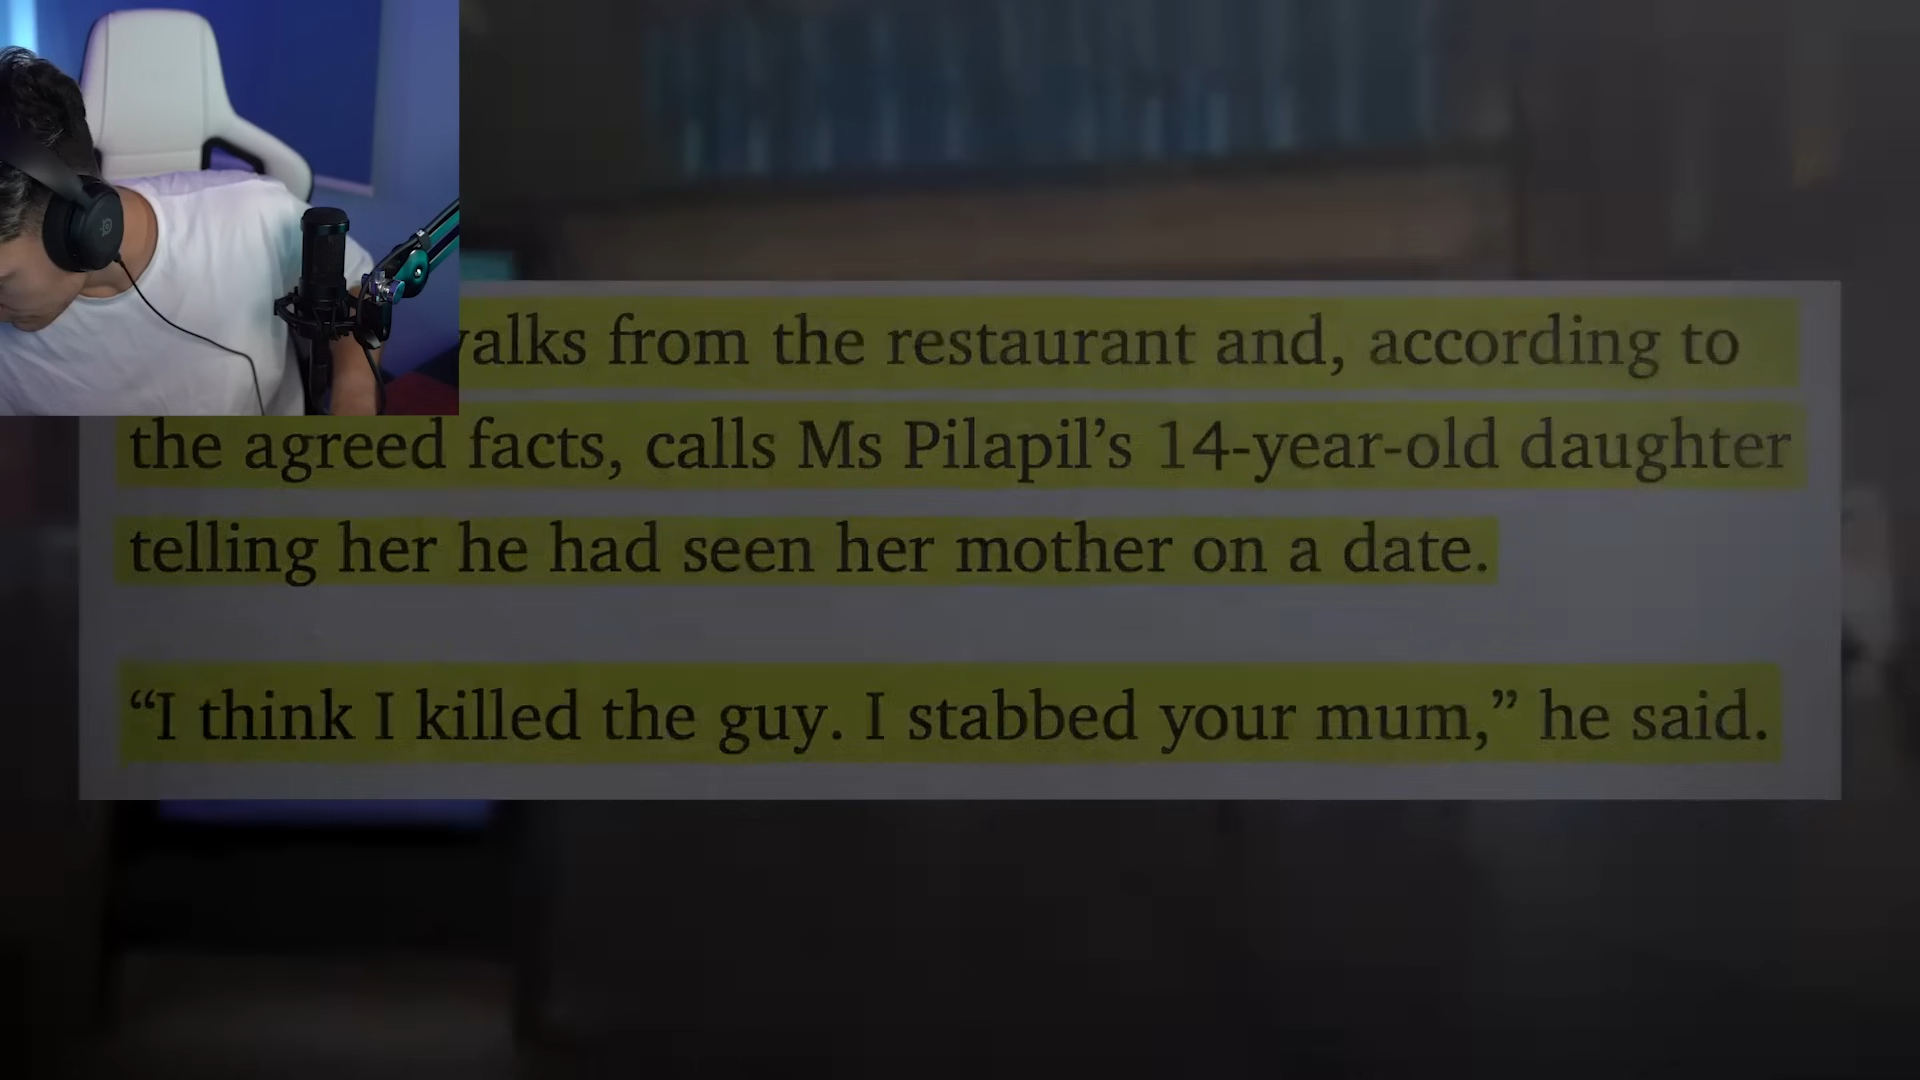 from the restaurant and, according to
the agreed facts, calls Ms Pilapil’s 14-year-old daughter
telling her he had seen her mother on a date.
“I think I killed the guy. I stabbed your mum,” he said.